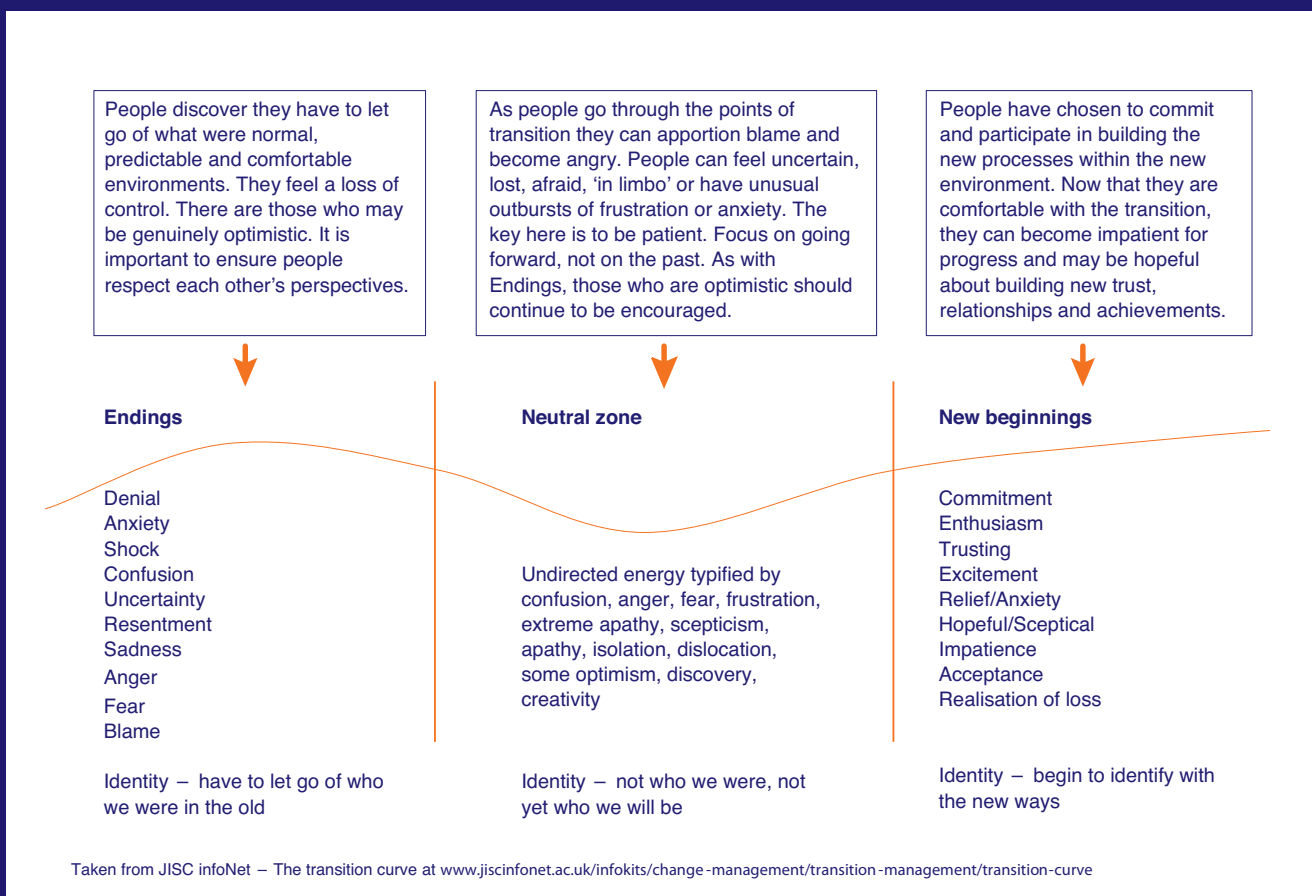 People discover they have to let
go of what were normal,
predictable and comfortable
environments. They feel a loss of
control. There are those who may
be genuinely optimistic. It is
important to ensure people
respect each other’s perspectives.
As people go through the points of
transition they can apportion blame and
become angry. People can feel uncertain,
lost, afraid, ‘in limbo’ or have unusual
outbursts of frustration or anxiety. The
key here is to be patient. Focus on going
forward, not on the past. As with
Endings, those who are optimistic should
continue to be encouraged.
People have chosen to commit
and participate in building the
new processes within the new
environment. Now that they are
comfortable with the transition,
they can become impatient for
progress and may be hopeful
about building new trust,
relationships and achievements.
Endings
Denial
Anxiety
Shock
Confusion
Uncertainty
Resentment
Sadness
Anger
Fear
Blame
Identity – have to let go of who
we were in the old
Neutral zone
Undirected energy typified by
confusion, anger, fear, frustration,
extreme apathy, scepticism,
apathy, isolation, dislocation,
some optimism, discovery,
creativity
Identity – not who we were, not
yet who we will be
New beginnings
Commitment
Enthusiasm
Trusting
Excitement
Relief/Anxiety
Hopeful/Sceptical
Impatience
Acceptance
Realisation of loss
Identity – begin to identify with
the new ways
Taken from JISC infoNet – The transition curve at www.jiscinfonet.ac.uk/infokits/change-management/transition-management/transition-curve